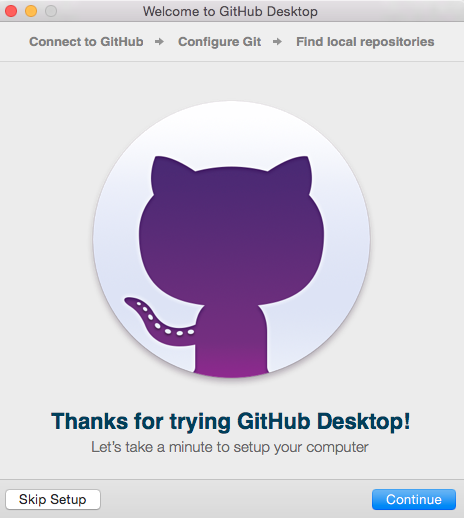 Welcome to GitHub Desktop
Connect to GitHub → Configure Git → Find local repositories
Thanks for trying GitHub Desktop!
Let’s take a minute to setup your computer
Skip Setup
Continue